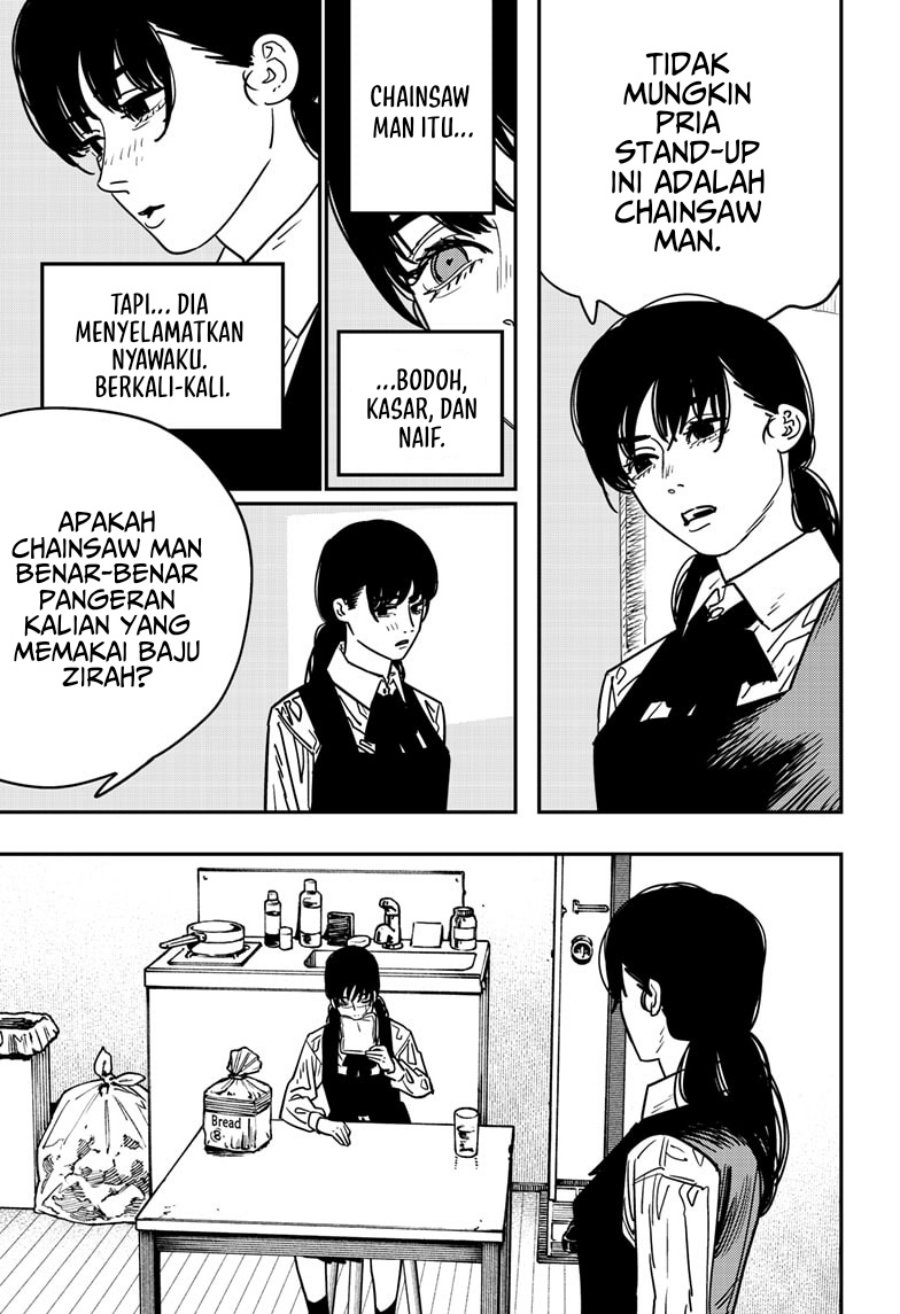 TIDAK
MUNGKIN
PRIA
STAND-UP
INI ADALAH
CHAINSAW
MAN.
CHAINSAW
MAN ITU...
...BODOH,
KASAR, DAN
NAIF.
TAPI... DIA
MENYELAMATKAN
NYAWAKU.
BERKALI-KALI.
APAKAH
CHAINSAW MAN
BENAR-BENAR
PANGERAN
KALIAN YANG
MEMAKAI BAJU
ZIRAH?
Bread